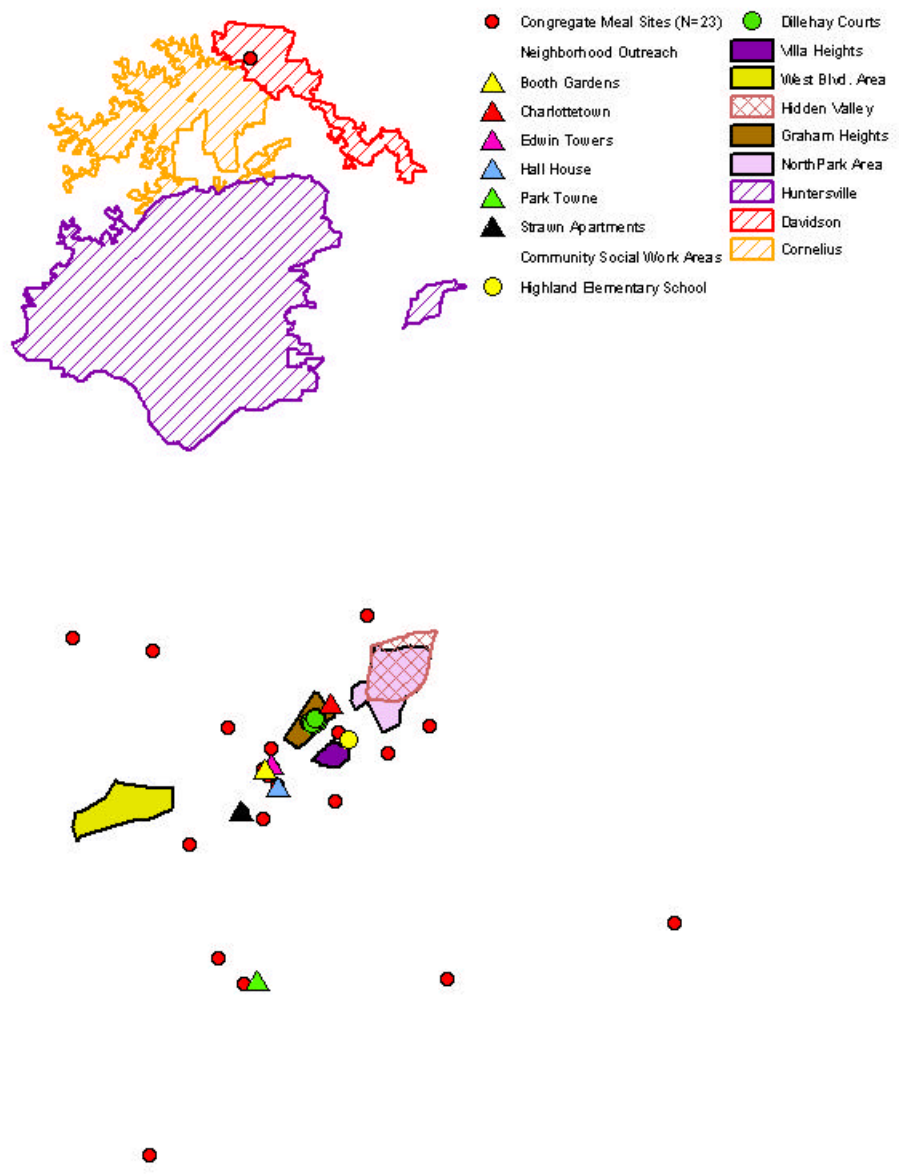 Congregate Meal Sites (N=23)
Neighborhood Outreach
Booth Gardens
Charlottetown
Edwin Towers
Hall House
Park Towne
Strawn Apartments
Community Social Work Areas
Highland Elementary School
Dillehay Courts
Villa Heights
West Blvd. Area
Hidden Valley
Graham Heights
NorthPark Area
Huntersville
Davidson
Cornelius